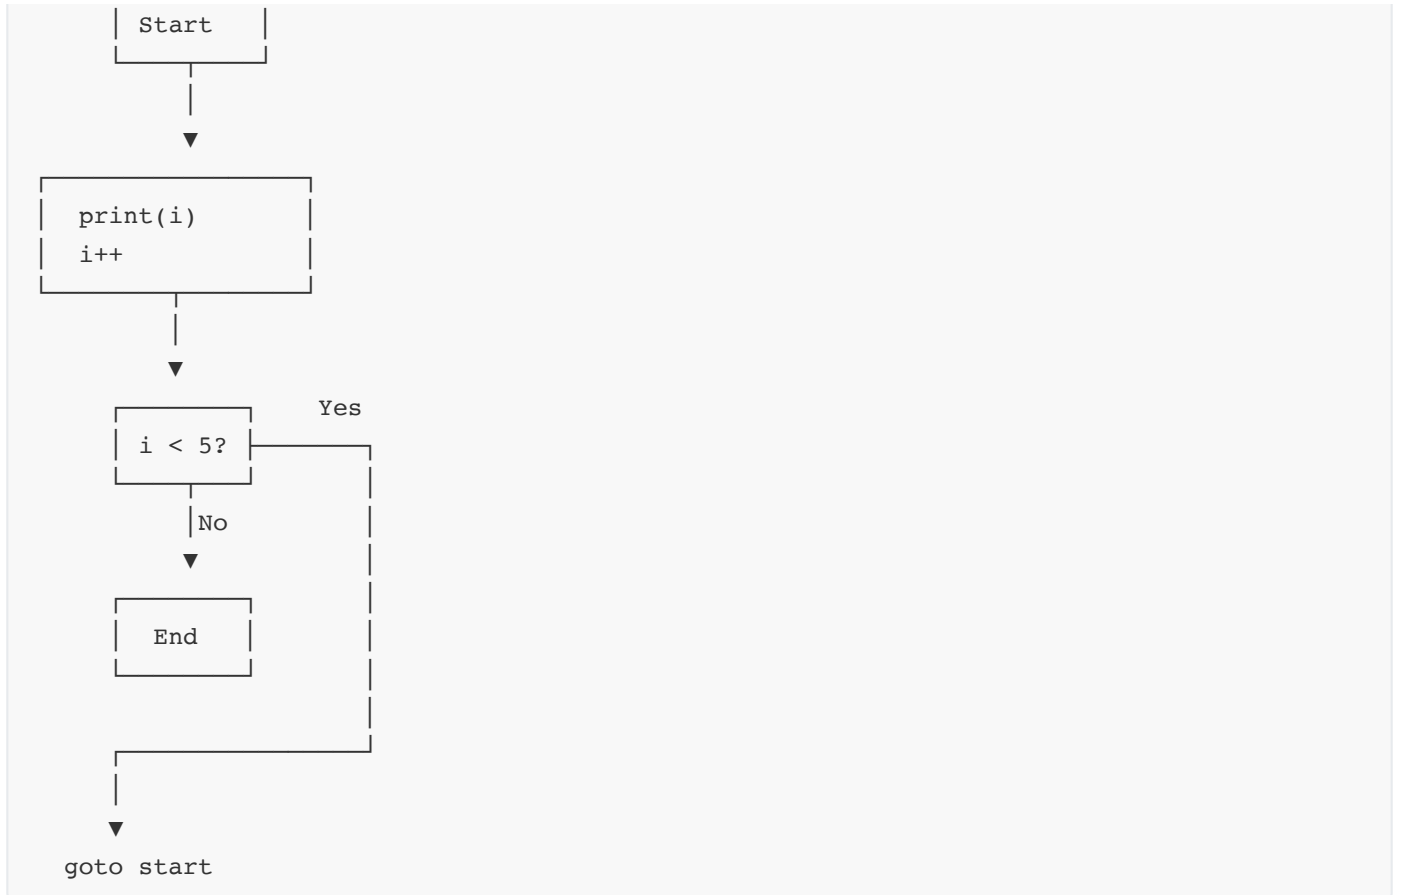 Start
print(i)
i++
Yes
i < 5?
No
End
goto start